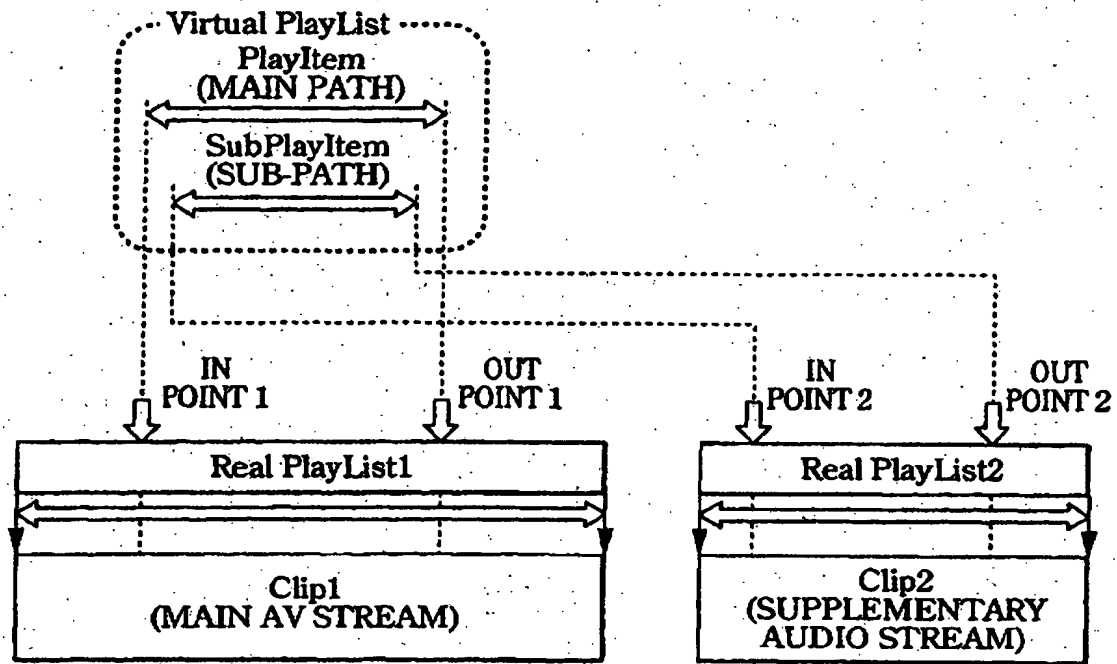 Virtual PlayList
PlayItem
(MAIN PATH)
SubPlayItem
(SUB-PATH)
IN
POINT 1
OUT
POINT 1
IN
POINT 2
OUT
POINT 2
Real PlayList1
Real PlayList2
Clip1
(MAIN AV STREAM)
Clip2
(SUPPLEMENTARY
AUDIO STREAM)